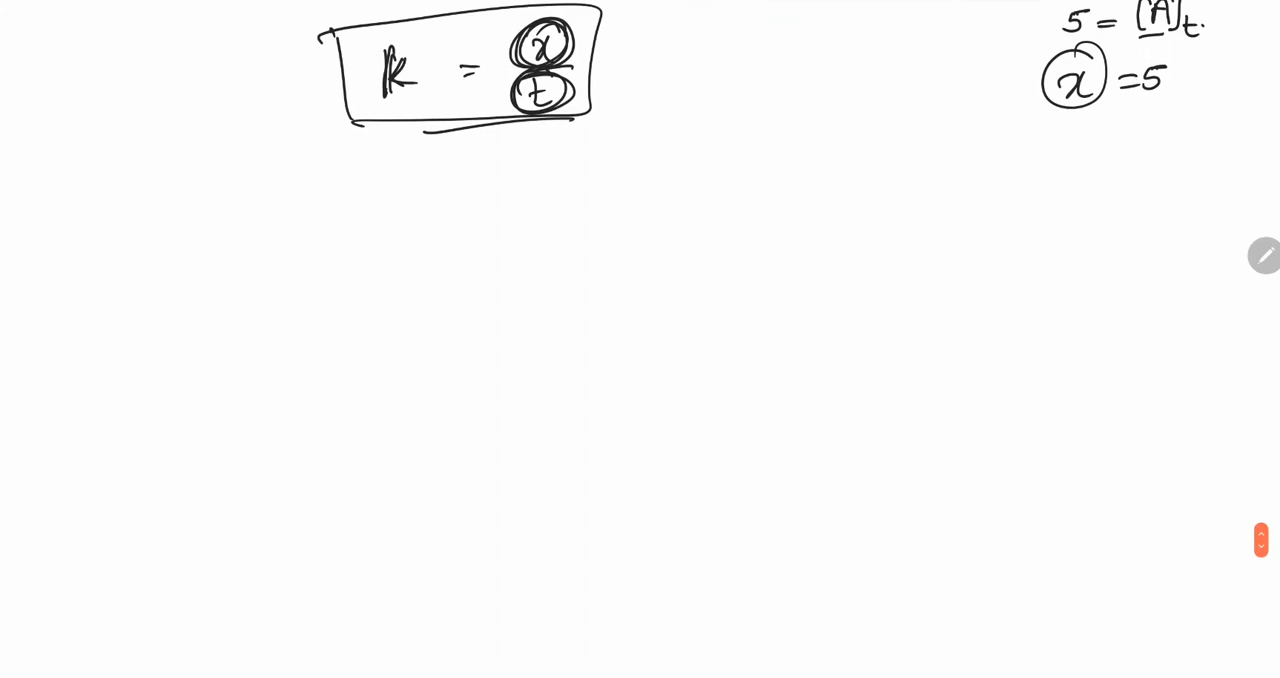 k = x/t
5 = [A]t.
x = 5